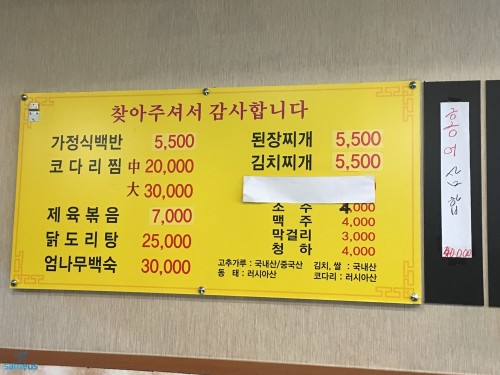 찾아주셔서 감사합니다
가정식백반 5,500
코다리찜 中 20,000
大 30,000
제육볶음 7,000
닭도리탕 25,000
엄나무백숙 30,000
된장찌개 5,500
김치찌개 5,500
소주 4,000
맥주 4,000
막걸리 3,000
청하 4,000
고추가루 : 국내산/중국산 김치, 쌀 : 국내산
동태 : 러시아산 코다리 : 러시아산
홍어삼합
40,000